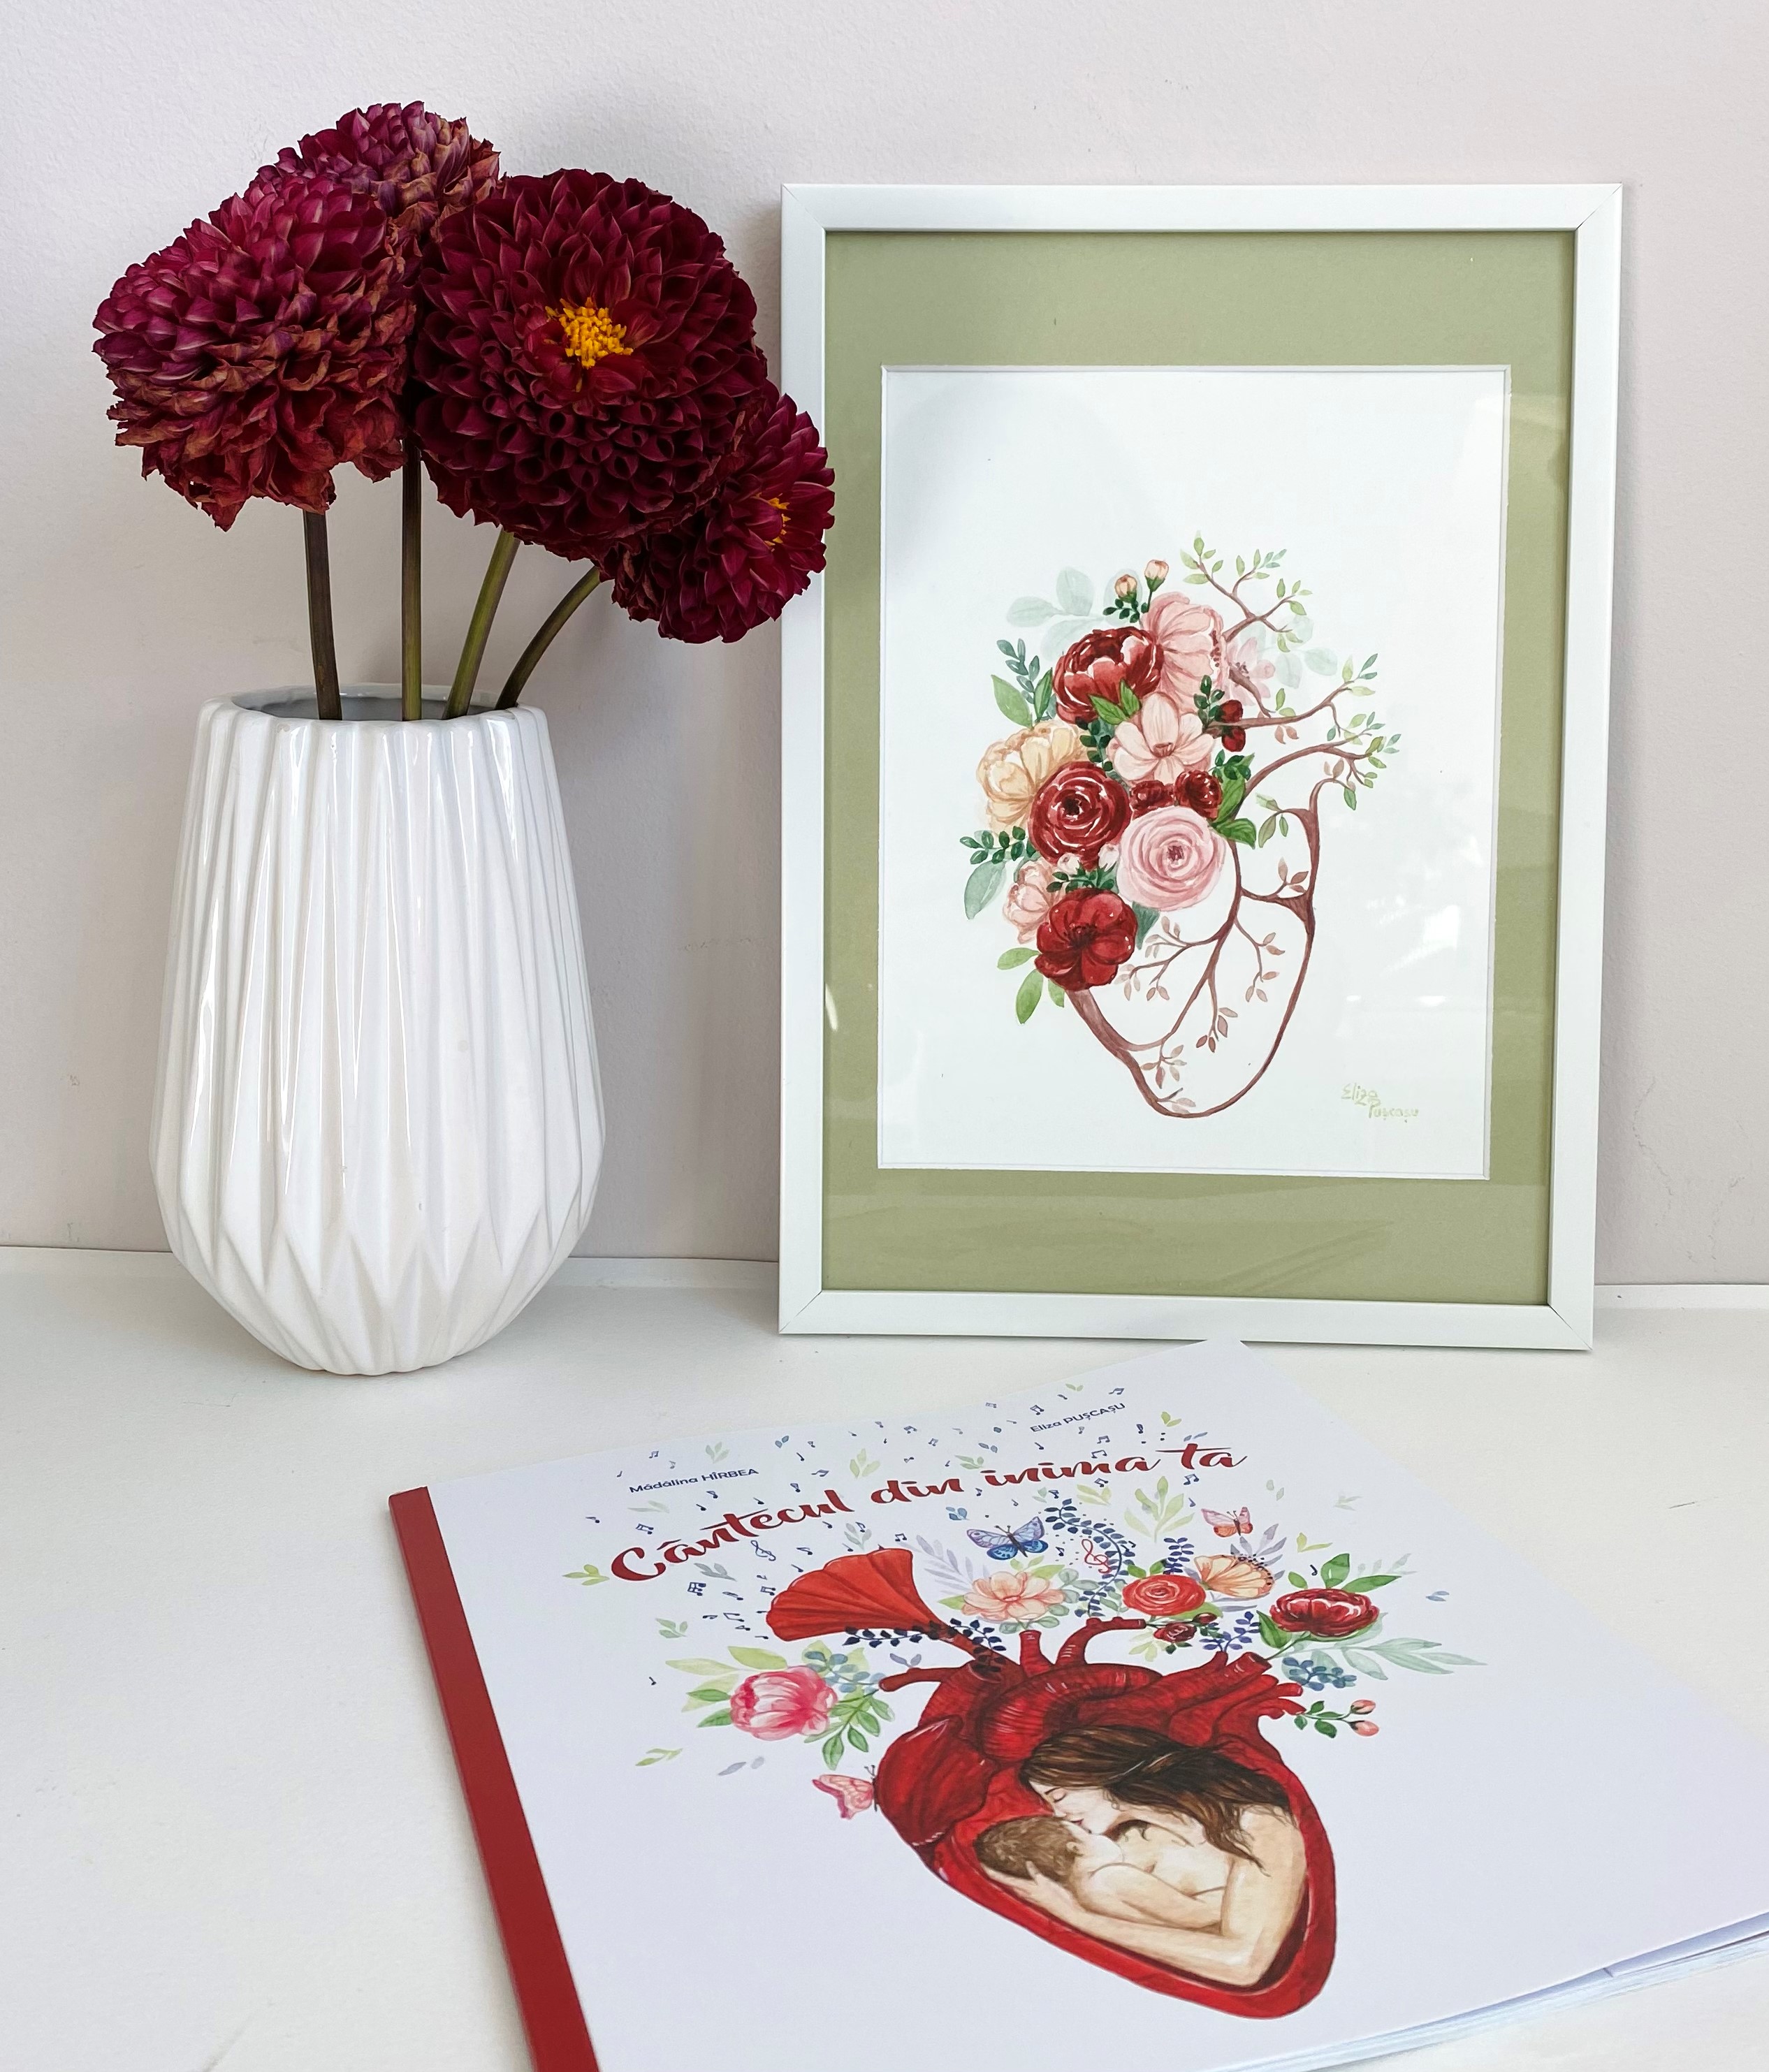 Eliza
Pușcașu
Mădălina HÎRBEA
Eliza PUȘCAȘU
Cântecul din inima ta